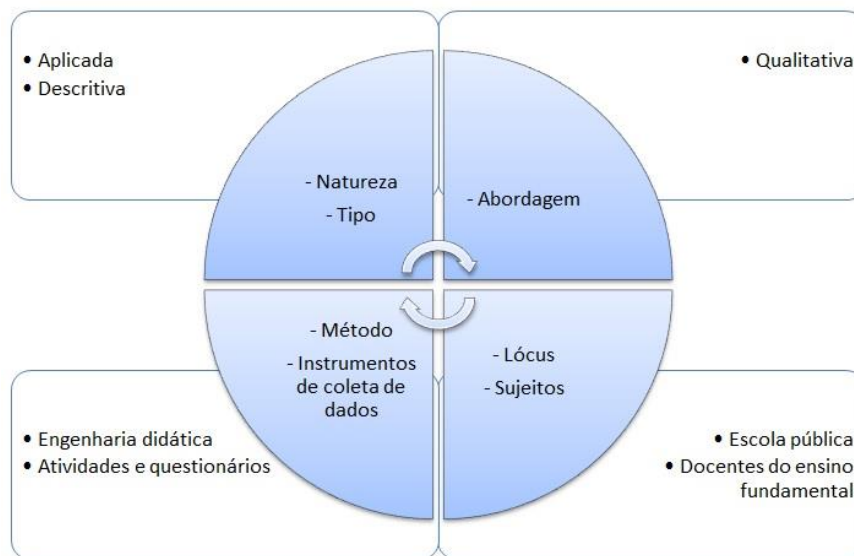 • Aplicada
• Descritiva
• Qualitativa
- Natureza
- Tipo
- Abordagem
- Método
- Instrumentos
de coleta de
dados
- Lócus
- Sujeitos
• Engenharia didática
• Atividades e questionários
• Escola pública
• Docentes do ensino
fundamental